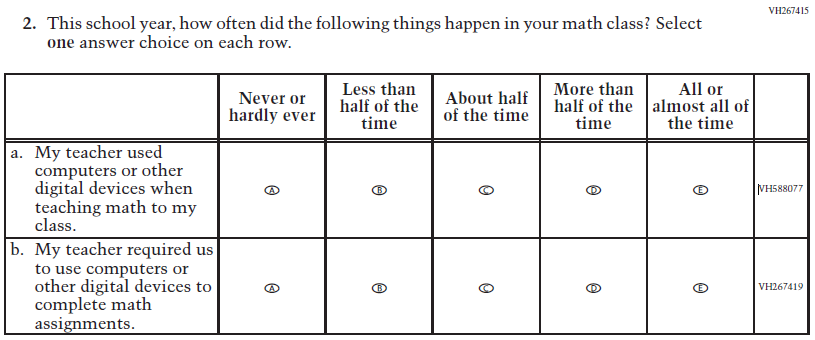 VH267415
2. This school year, how often did the following things happen in your math class? Select
one answer choice on each row.
Never or
hardly ever
Less than
half of the
time
About half
of the time
More than
half of the
time
All or
almost all of
the time
a. My teacher used
computers or other
digital devices when
teaching math to my
class.
A B C D E
VH588077
b. My teacher required us
to use computers or
other digital devices to
complete math
assignments.
A B C D E
VH267419